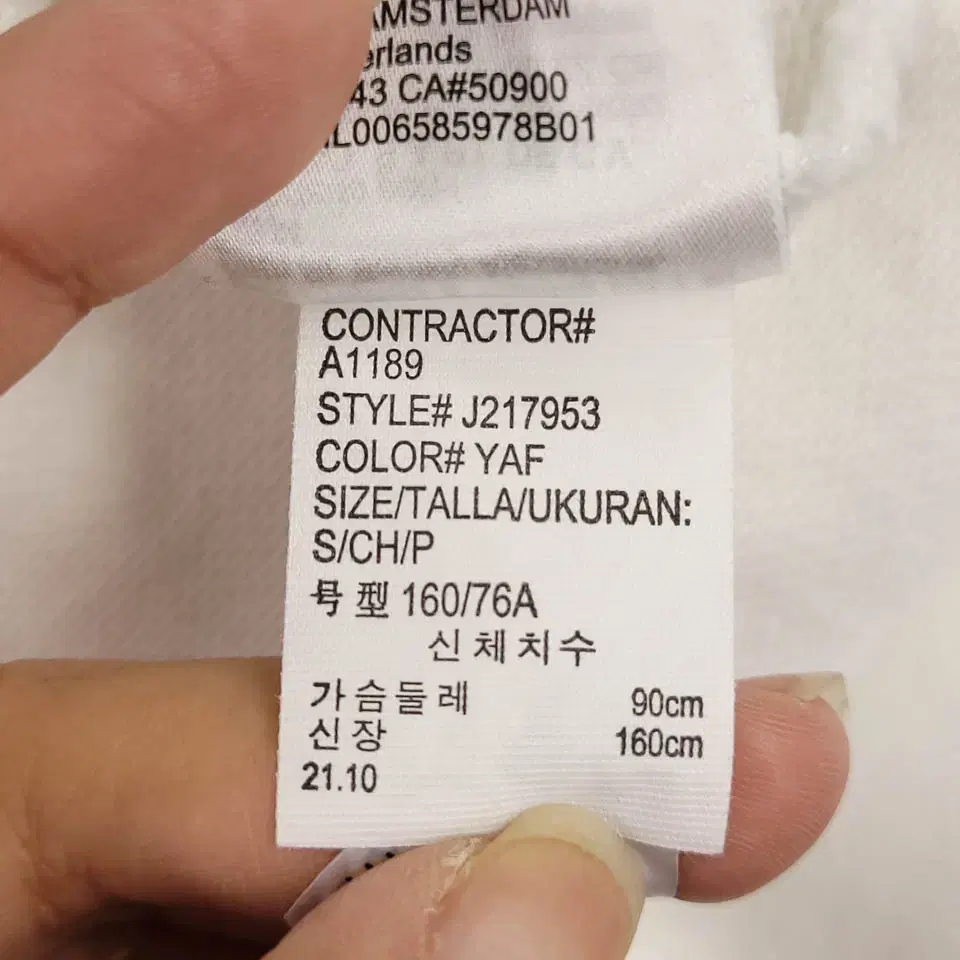 AMSTERDAM
erlands
43 CA#50900
L006585978B01
CONTRACTOR#
A1189
STYLE# J217953
COLOR# YAF
SIZE/TALLA/UKURAN:
S/CH/P
号型 160/76A
신체치수
가슴둘레 90cm
신장 160cm
21.10